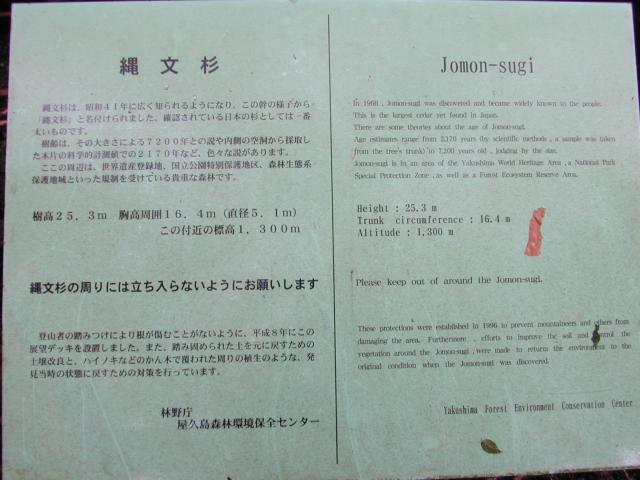 縄文杉
縄文杉は、昭和41年に広く知られるようになり、この幹の様子から
「縄文杉」と名付けられました。確認されている日本の杉としては一番
太いものです。
樹齢は、その大きさによる7200年との説や内側の空洞から採取し
た木片の科学的計測値での2170年など、色々な説があります。
ここの周辺は、世界遺産登録地、国立公園特別保護地区、森林生態系
保護地域といった規制を受けている貴重な森林です。
樹高25.3m 胸高周囲16.4m(直径5.1m)
この付近の標高1,300m
縄文杉の周りには立ち入らないようにお願いします
登山者の踏みつけにより根が傷むことがないように、平成8年にこの
展望デッキを設置しました。また、踏み固められた土を元に戻すための
土壌改良と、ハイノキなどのかん木で覆われた周りの植生のような、発
見当時の状態に戻すための対策を行っています。
林野庁
屋久島森林環境保全センター
Jomon-sugi
In 1966 , Jomon-sugi was discovered and became widely known to the people.
This is the largest cedar yet found in Japan.
There are some theories about the age of Jomon-sugi.
Age estimates range from 2,170 years (by scientific methods , a sample was taken
from the tree's trunk) to 7,200 years old , judging by the size.
Jomon-sugi is in an area of the Yakushima World Heritage Area , a National Park
Special Protection Zone , as well as a Forest Ecosystem Reserve Area.
Height : 25.3 m
Trunk circumference : 16.4 m
Altitude : 1,300 m
Please keep out of around the Jomon-sugi.
These protections were established in 1996 to prevent mountaineers and others from
damaging the area. Furthermore , efforts to improve the soil and control the
vegetation around the Jomon-sugi ,were made to return the environment to the
original condition when the Jomon-sugi was discovered.
Yakushima Forest Environment Conservation Center